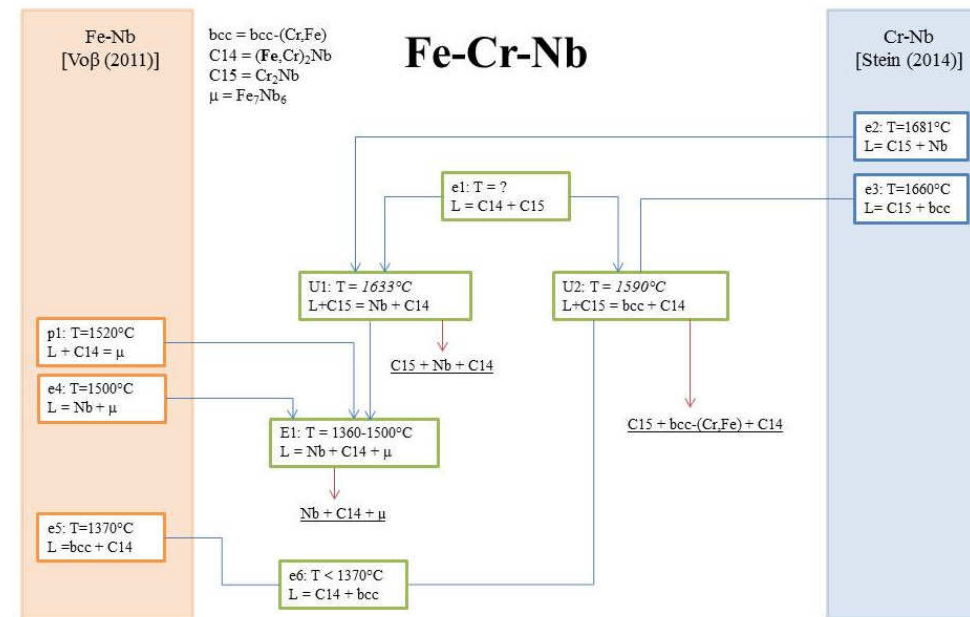 Fe-Nb
[Voβ (2011)]
bcc = bcc-(Cr,Fe)
C14 = (Fe,Cr)₂Nb
C15 = Cr₂Nb
μ = Fe₇Nb₆
Fe-Cr-Nb
Cr-Nb
[Stein (2014)]
e2: T=1681°C
L= C15 + Nb
e1: T = ?
L = C14 + C15
e3: T=1660°C
L= C15 + bcc
U1: T = 1633°C
L+C15 = Nb + C14
U2: T = 1590°C
L+C15 = bcc + C14
p1: T=1520°C
L + C14 = μ
C15 + Nb + C14
e4: T=1500°C
L = Nb + μ
C15 + bcc-(Cr,Fe) + C14
E1: T = 1360-1500°C
L = Nb + C14 + μ
Nb + C14 + μ
e5: T=1370°C
L =bcc + C14
e6: T < 1370°C
L = C14 + bcc